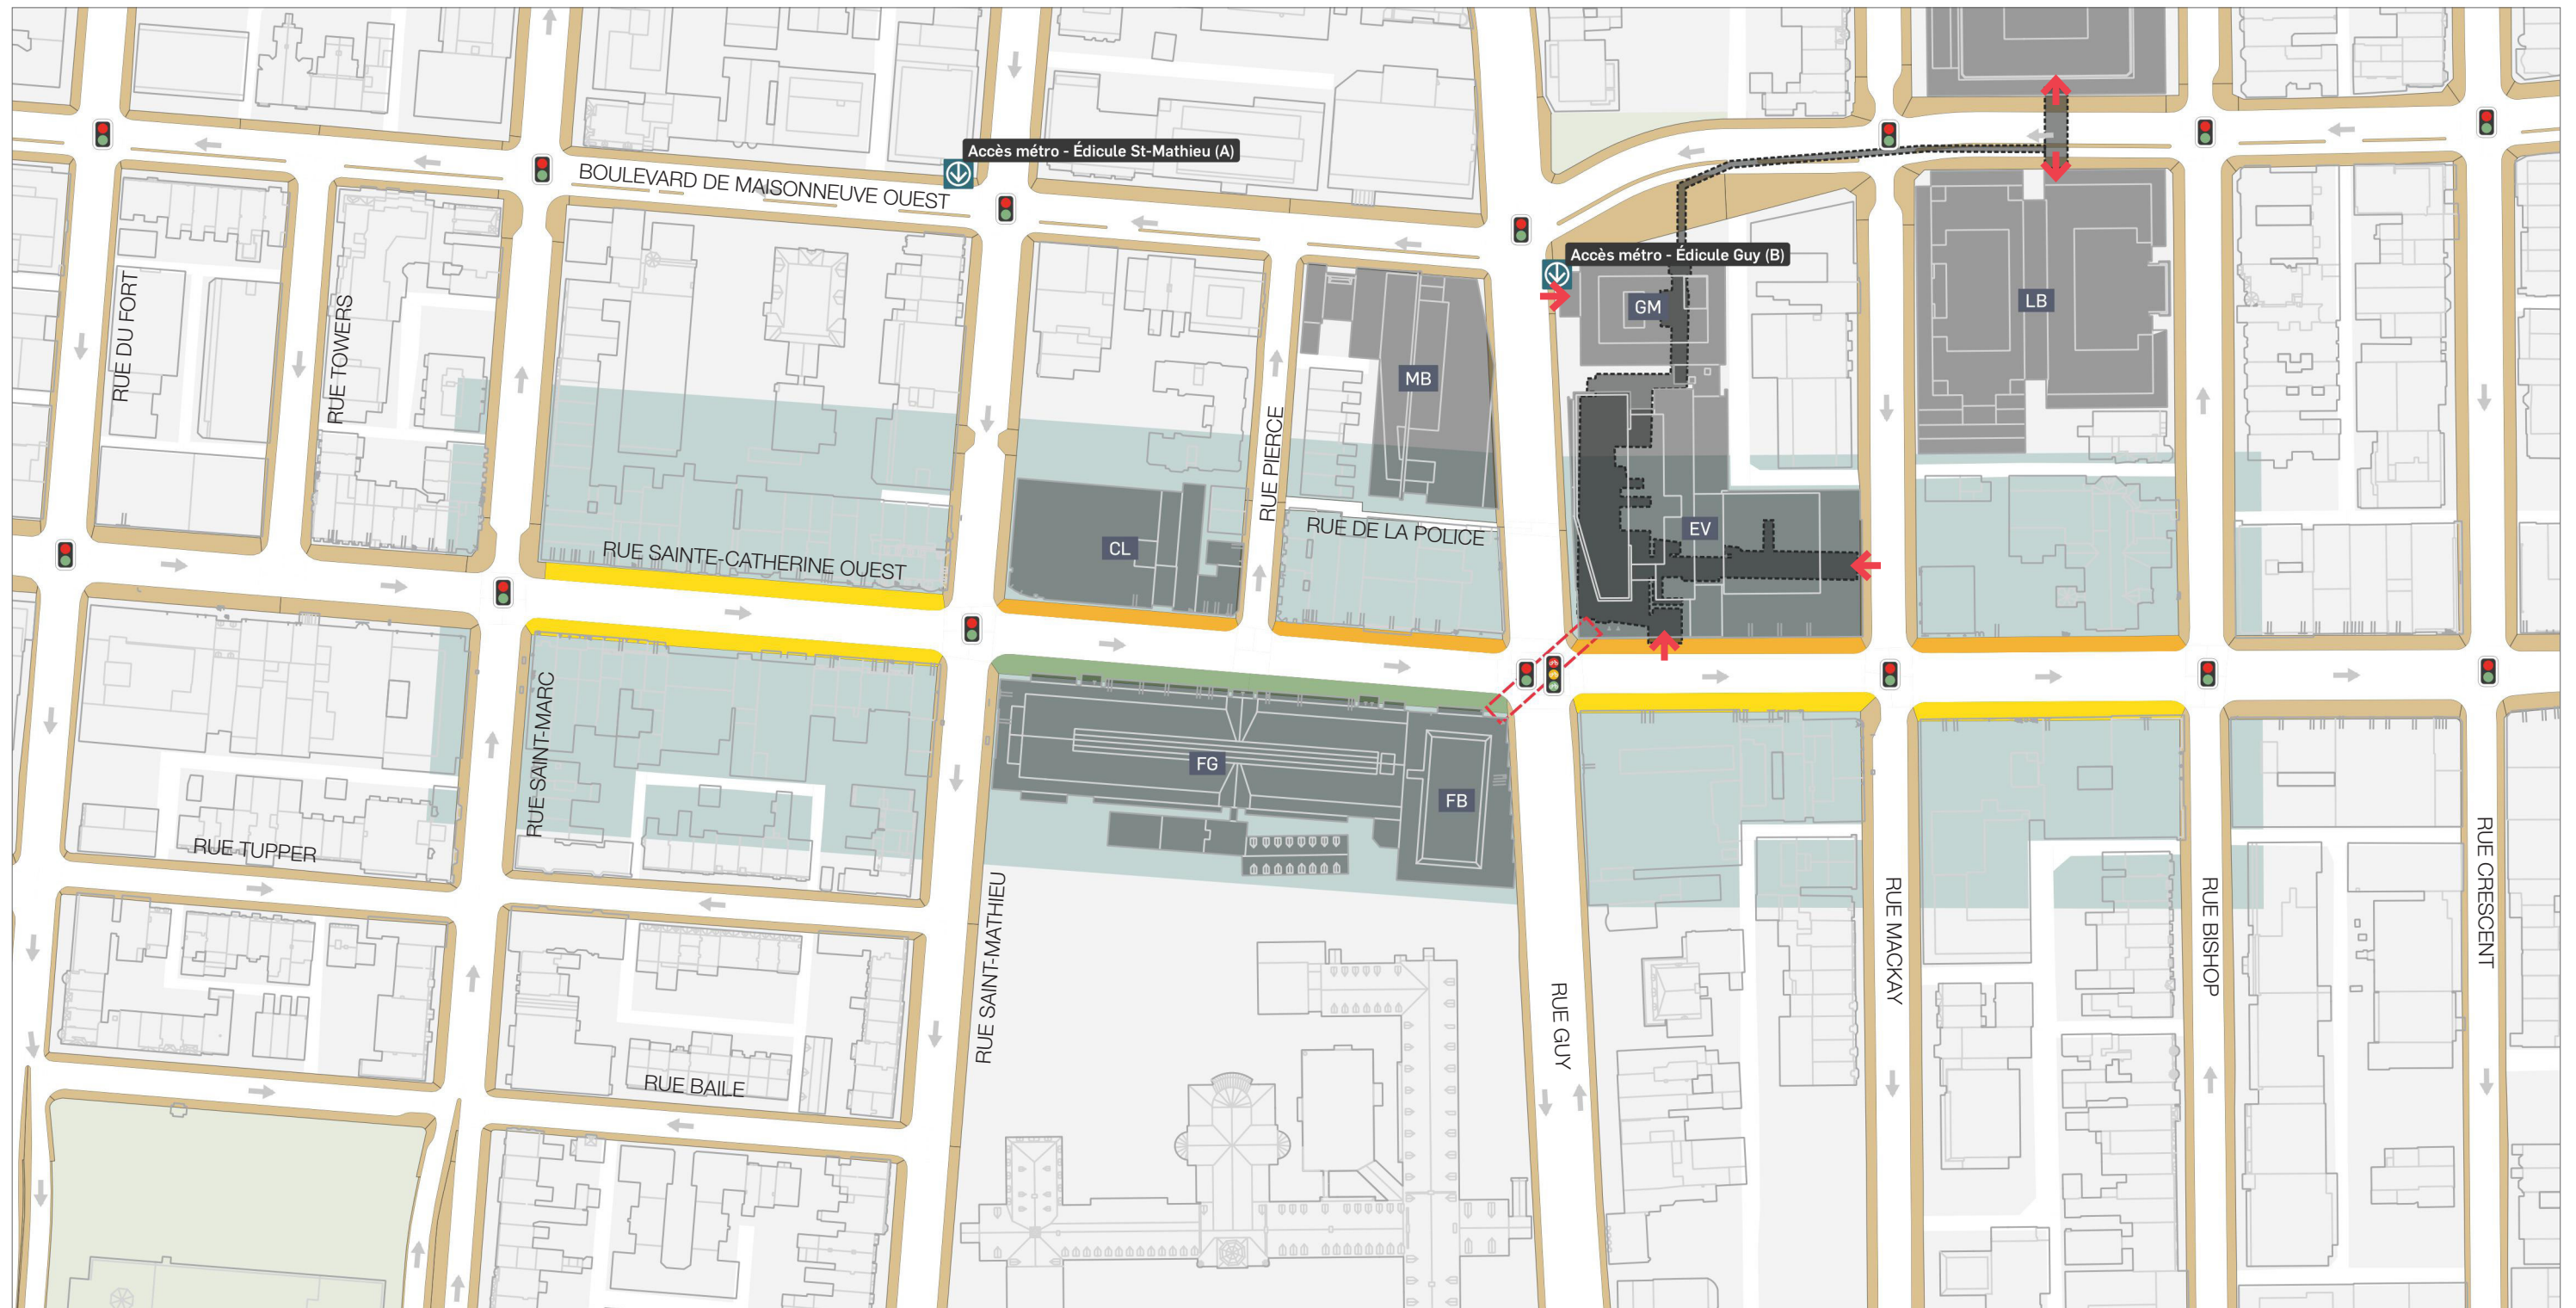 Accès métro - Édicule St-Mathieu (A)
BOULEVARD DE MAISONNEUVE OUEST
Accès métro - Édicule Guy (B)
RUE DU FORT
RUE TOWERS
GM
LB
MB
RUE PIERCE
RUE SAINTE-CATHERINE OUEST
CL
RUE DE LA POLICE
EV
RUE SAINT-MARC
FG
FB
RUE TUPPER
RUE SAINT-MATHIEU
RUE GUY
RUE MACKAY
RUE BISHOP
RUE CRESCENT
RUE BAILE